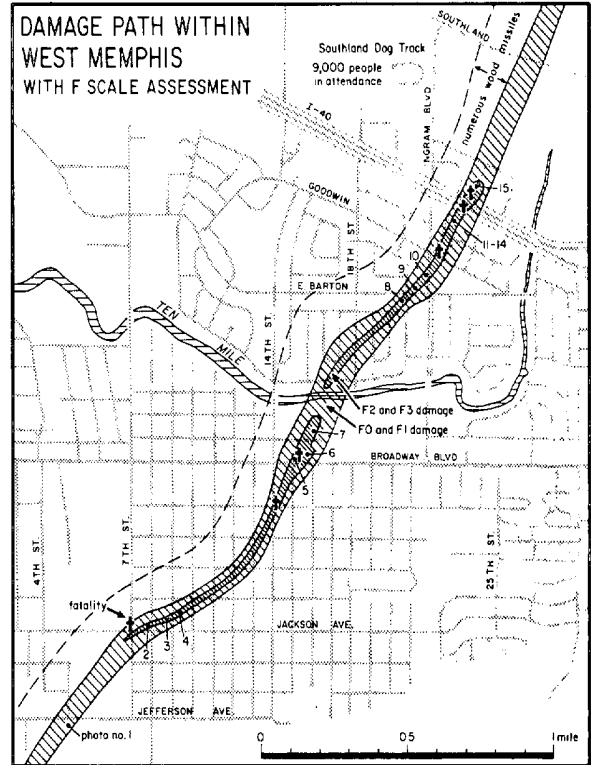 DAMAGE PATH WITHIN
WEST MEMPHIS
WITH F SCALE ASSESSMENT
Southland Dog Track
9,000 people
in attendance
SOUTHLAND
numerous wood missiles
I-40
NGRAM BLVD
GOODWIN
18TH ST.
15
11-14
10
9
8
E BARTON
TEN MILE
14TH ST.
F2 and F3 damage
F0 and F1 damage
7
6
BROADWAY BLVD
5
4TH ST.
7TH ST.
25TH ST.
fatality
2
3
4
JACKSON AVE.
JEFFERSON AVE.
photo no. 1
0
0.5
1 mile